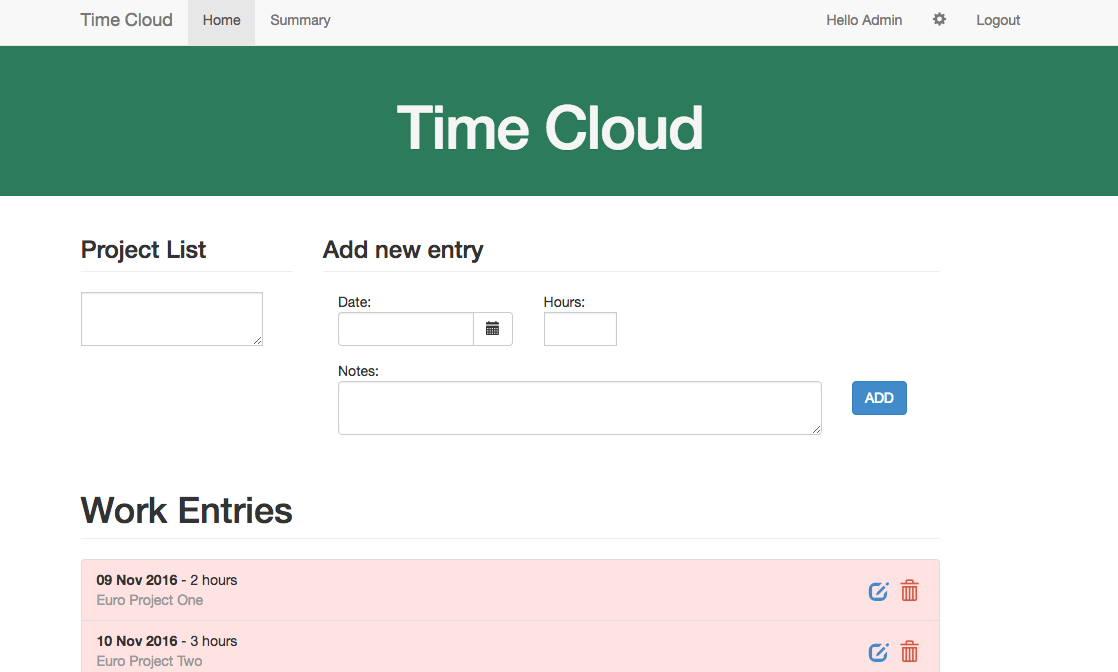 Time Cloud Home Summary Hello Admin Logout
Time Cloud
Project List
Add new entry
Date:
Hours:
Notes:
ADD
Work Entries
09 Nov 2016 - 2 hours
Euro Project One
10 Nov 2016 - 3 hours
Euro Project Two